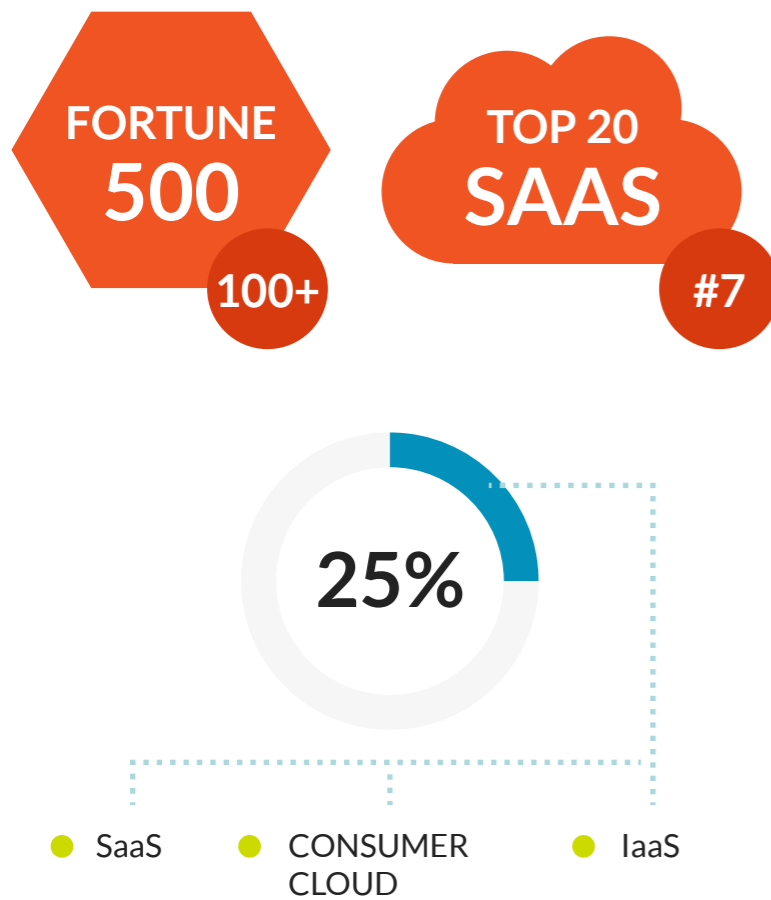 FORTUNE
500
100+
TOP 20
SAAS
#7
25%
SaaS
CONSUMER
CLOUD
IaaS